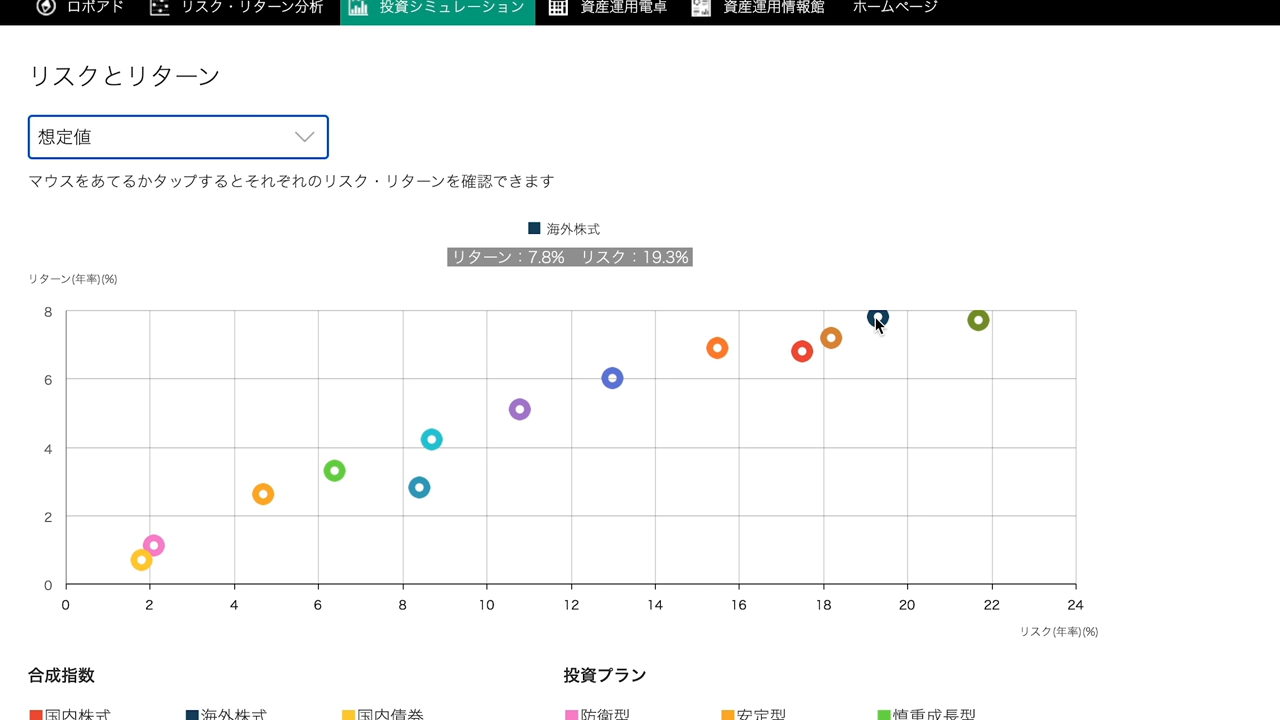 ロボアド リスク・リターン分析 投資シミュレーション 資産運用電卓 資産運用情報館 ホームページ
リスクとリターン
想定値
マウスをあてるかタップするとそれぞれのリスク・リターンを確認できます
海外株式
リターン：7.8% リスク：19.3%
リターン(年率)(%)
8
6
4
2
0
0 2 4 6 8 10 12 14 16 18 20 22 24
リスク(年率)(%)
合成指数 投資プラン
国内株式 海外株式 国内債券 防衛型 安定型 慎重成長型